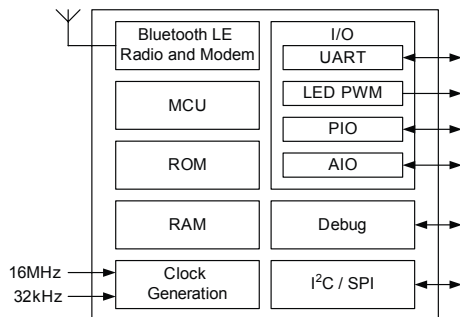 Bluetooth LE
Radio and Modem
MCU
ROM
RAM
16MHz
32kHz
Clock
Generation
I/O
UART
LED PWM
PIO
AIO
Debug
I²C / SPI